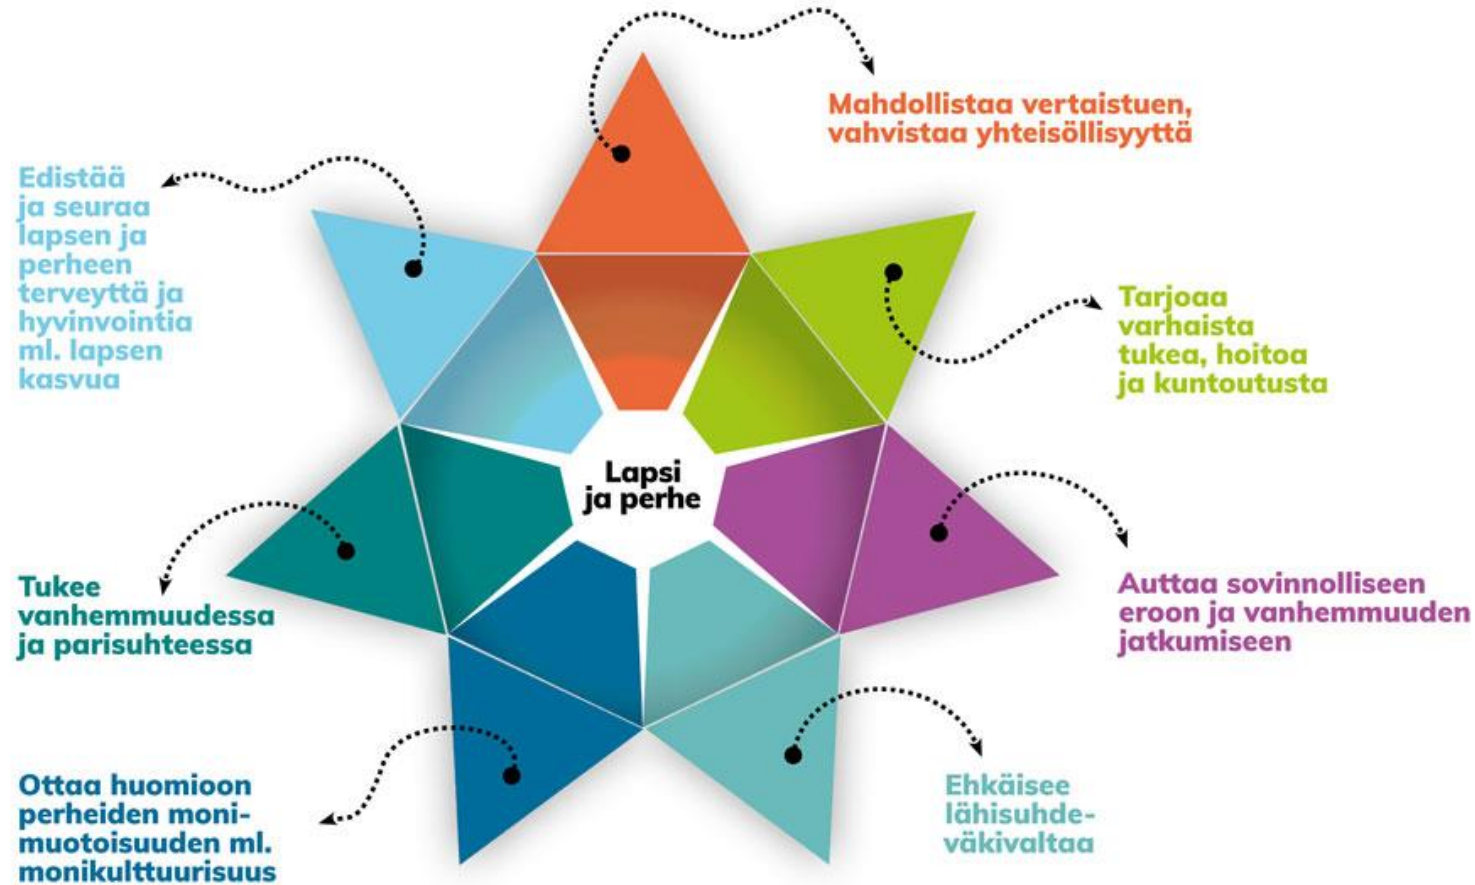 Mahdollistaa vertaistuen,
vahvistaa yhteisöllisyyttä
Edistää
ja seuraa
lapsen ja
perheen
terveyttä ja
hyvinvointia
ml. lapsen
kasvua
Tarjoaa
varhaista
tukea, hoitoa
ja kuntoutusta
Lapsi
ja perhe
Tukee
vanhemmuudessa
ja parisuhteessa
Auttaa sovinnolliseen
eroon ja vanhemmuuden
jatkumiseen
Ottaa huomioon
perheiden moni-
muotoisuuden ml.
monikulttuurisuus
Ehkäisee
lähisuhde-
väkivaltaa